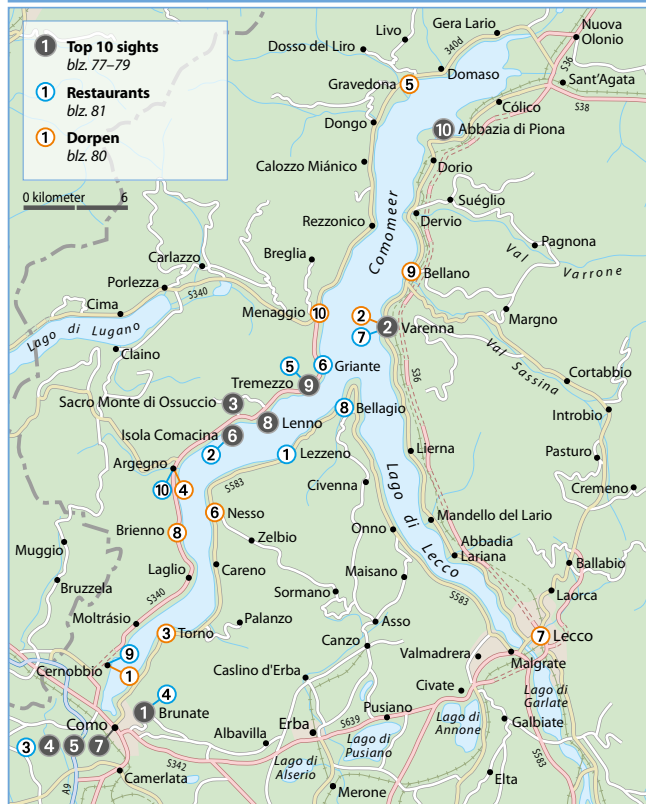 1 Top 10 sights
blz. 77–79
1 Restaurants
blz. 81
1 Dorpen
blz. 80
0 kilometer 6
Livo
Gera Lario
Nuova
Olonio
Dosso del Liro
340d
S36
Domaso
Sant'Agata
Gravedona
5
Cólico
S38
Dongo
10 Abbazia di Piona
Calozzo Miánico
Dorio
Suéglio
Rezzonico
Dervio
Comomeer
Pagnona
Val Varrone
Breglia
Carlazzo
9 Bellano
Porlezza
S340
Cima
Menaggio 10
2
7
2 Varenna
Margno
Lago di Lugano
Claino
Val Sassina
S36
5
6 Griante
Tremezzo 9
Cortabbio
Sacro Monte di Ossuccio 3
8 Bellagio
Introbio
8 Lenno
Isola Comacina 6
2
1 Lezzeno
Lierna
Pasturo
Argegno
10
4
S583
Civenna
Cremeno
Lago di Lecco
6 Nesso
Mandello del Lario
Brienno 8
Zelbio
Onno
Abbadia
Lariana
Muggio
Ballabio
Laglio
Careno
Maisano
Bruzzela
S340
Sormano
S583
Laorca
Moltrásio
Palanzo
Asso
3 Torno
Canzo
7 Lecco
Valmadrera
Malgrate
9
Cernobbio
1
Caslino d'Erba
Civate
Lago di
Garlate
4
1 Brunate
Pusiano
Lago di
Annone
Galbiate
Como
Albavilla
Erba
S639
Lago di
Pusiano
3 4 5 7
S342
Lago di
Alserio
S583
A9
Camerlata
Merone
Elta